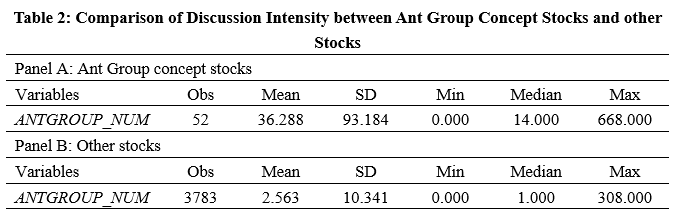 Table 2: Comparison of Discussion Intensity between Ant Group Concept Stocks and other
Stocks
Panel A: Ant Group concept stocks
Variables Obs Mean SD Min Median Max
ANTGROUP_NUM 52 36.288 93.184 0.000 14.000 668.000
Panel B: Other stocks
Variables Obs Mean SD Min Median Max
ANTGROUP_NUM 3783 2.563 10.341 0.000 1.000 308.000